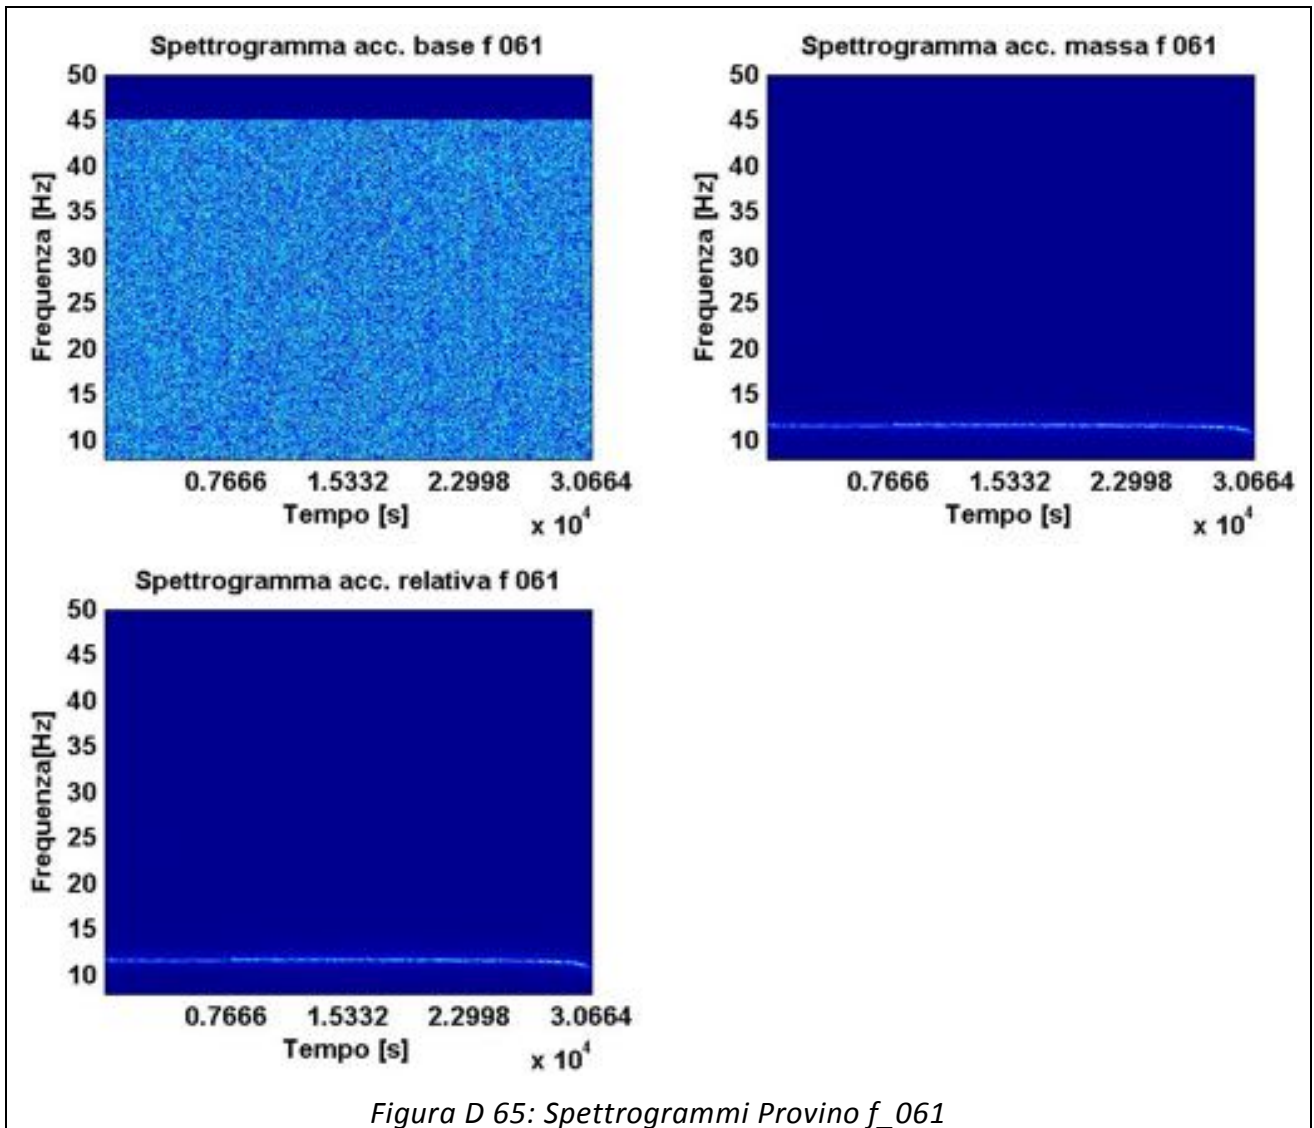 Spettrogramma acc. base f 061
50
45
40
35
30
25
20
15
10
Frequenza [Hz]
0.7666 1.5332 2.2998 3.0664
Tempo [s]
x 10^4
Spettrogramma acc. massa f 061
50
45
40
35
30
25
20
15
10
Frequenza [Hz]
0.7666 1.5332 2.2998 3.0664
Tempo [s]
x 10^4
Spettrogramma acc. relativa f 061
50
45
40
35
30
25
20
15
10
Frequenza[Hz]
0.7666 1.5332 2.2998 3.0664
Tempo [s]
x 10^4
Figura D 65: Spettrogrammi Provino f_061